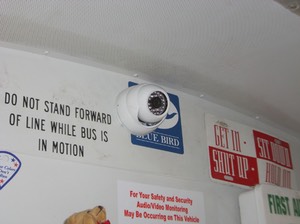 DO NOT STAND FORWARD
OF LINE WHILE BUS IS
IN MOTION
BLUE BIRD
GET IN -
SHUT UP -
SIT DOWN
HOLD ON
For Your Safety and Security
Audio/Video Monitoring
May Be Occurring on This Vehicle
FIRST A